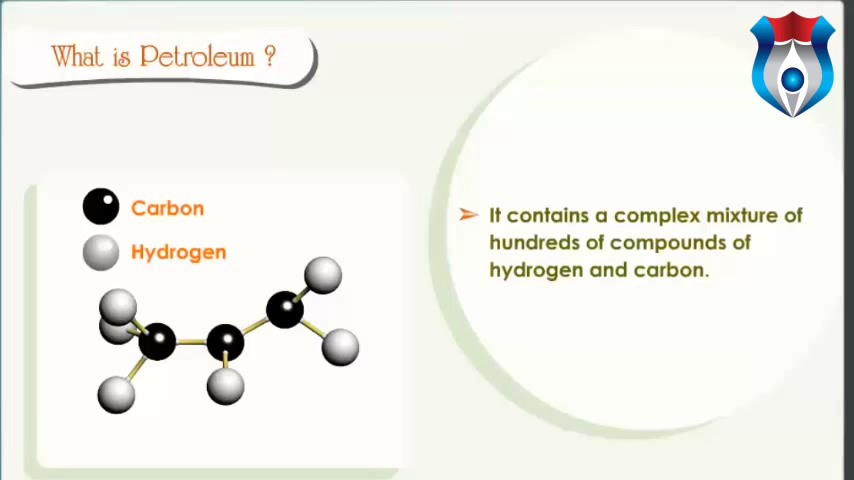 What is Petroleum ?
Carbon
Hydrogen
➢ It contains a complex mixture of
hundreds of compounds of
hydrogen and carbon.